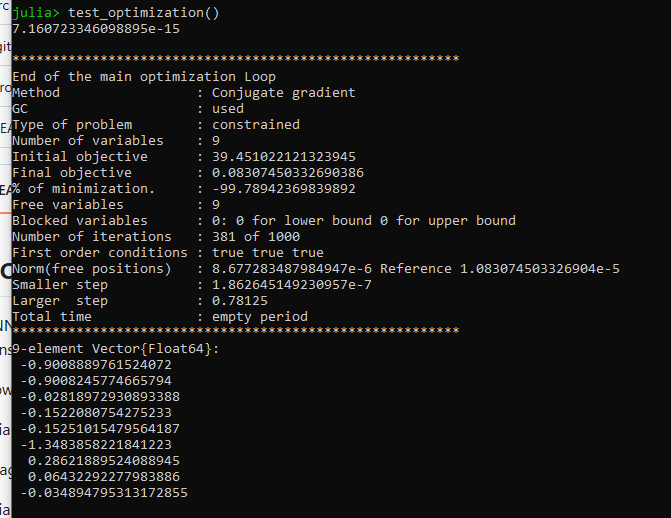 julia> test_optimization()
7.160723346098895e-15
********************************************************
End of the main optimization Loop
Method                 : Conjugate gradient
GC                     : used
Type of problem        : constrained
Number of variables    : 9
Initial objective      : 39.451022121323945
Final objective        : 0.08307450332690386
% of minimization.     : -99.78942369839892
Free variables         : 9
Blocked variables      : 0: 0 for lower bound 0 for upper bound
Number of iterations   : 381 of 1000
First order conditions : true true true
Norm(free positions)   : 8.677283487984947e-6 Reference 1.083074503326904e-5
Smaller step           : 1.862645149230957e-7
Larger  step           : 0.78125
Total time             : empty period
********************************************************
9-element Vector{Float64}:
 -0.9008889761524072
 -0.9008245774665794
 -0.02818972930893388
 -0.1522080754275233
 -0.15251015479564187
 -1.3483858221841223
  0.28621889524088945
  0.06432292277983886
 -0.034894795313172855